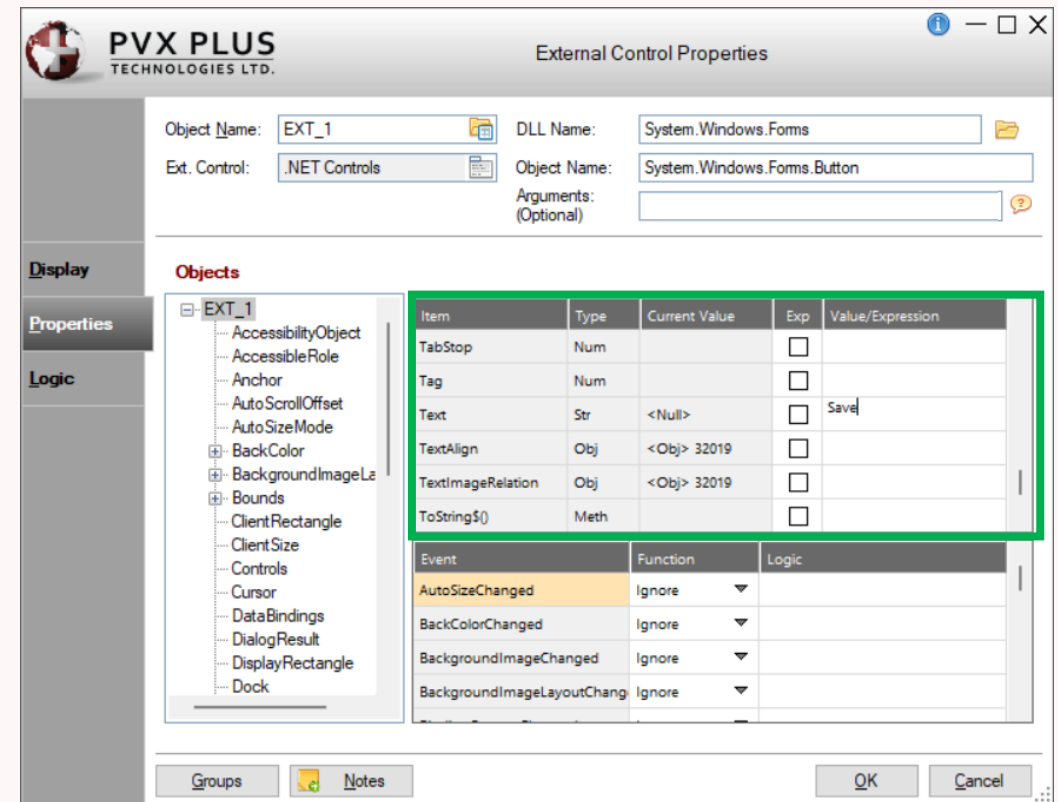 PVX PLUS
TECHNOLOGIES LTD.
External Control Properties
Object Name: EXT_1 DLL Name: System.Windows.Forms
Ext. Control: .NET Controls Object Name: System.Windows.Forms.Button
Arguments:
(Optional)
Display
Properties
Logic
Objects
EXT_1
AccessibilityObject
AccessibleRole
Anchor
AutoScrollOffset
AutoSizeMode
BackColor
BackgroundImageLa
Bounds
ClientRectangle
ClientSize
Controls
Cursor
DataBindings
DialogResult
DisplayRectangle
Dock
Item Type Current Value Exp Value/Expression
TabStop Num
Tag Num
Text Str <Null> Save
TextAlign Obj <Obj> 32019
TextImageRelation Obj <Obj> 32019
ToString$() Meth
Event Function Logic
AutoSizeChanged Ignore
BackColorChanged Ignore
BackgroundImageChanged Ignore
BackgroundImageLayoutChang Ignore
Groups Notes OK Cancel